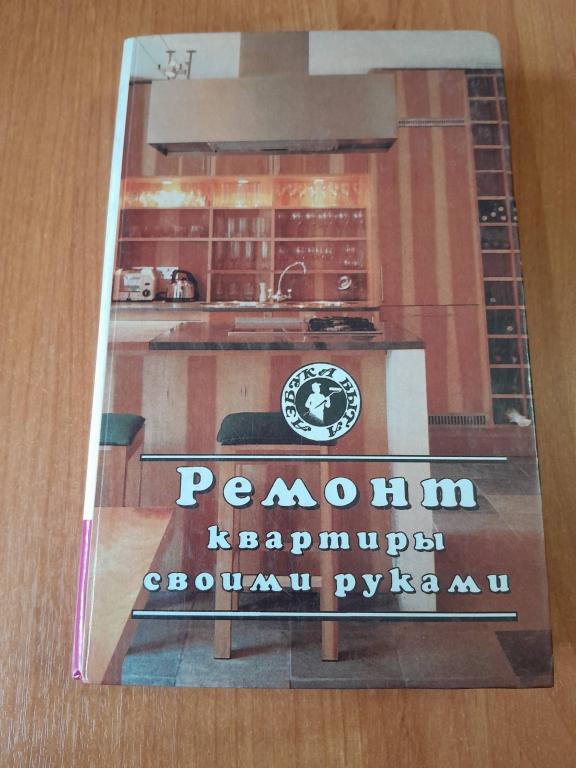 АЗБУКА БЫТА
Ремонт
квартиры
своими руками